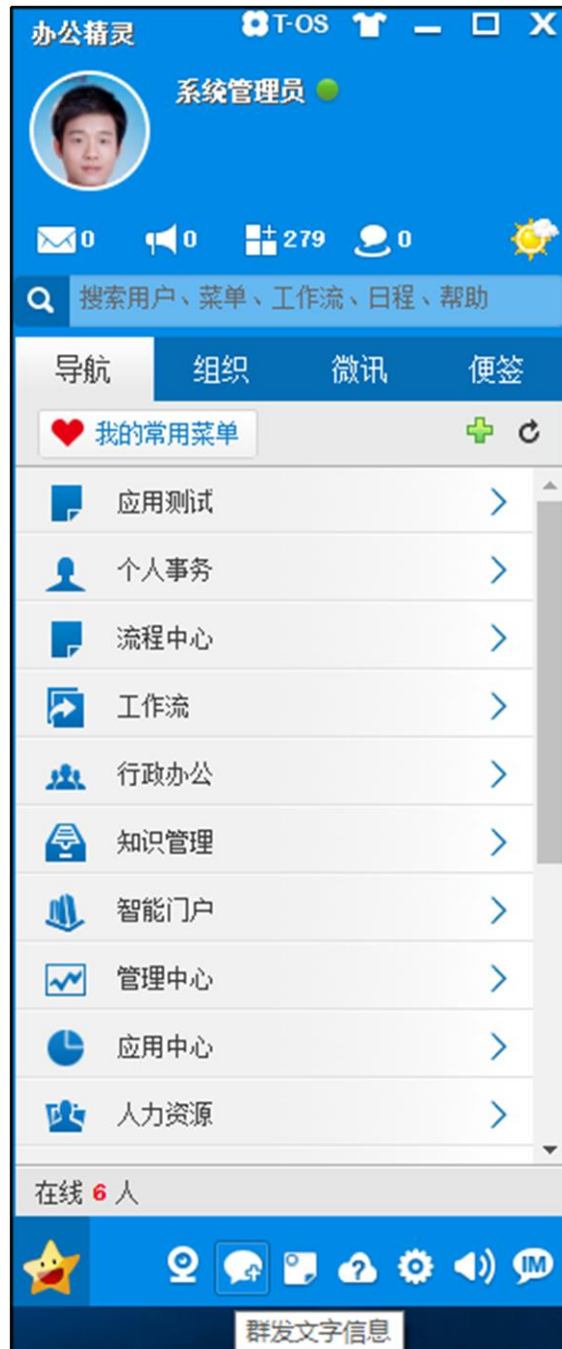 办公精灵 T-OS
系统管理员
0 0 279 0
搜索用户、菜单、工作流、日程、帮助
导航 组织 微讯 便签
我的常用菜单
应用测试
个人事务
流程中心
工作流
行政办公
知识管理
智能门户
管理中心
应用中心
人力资源
在线 6 人
IM
群发文字信息